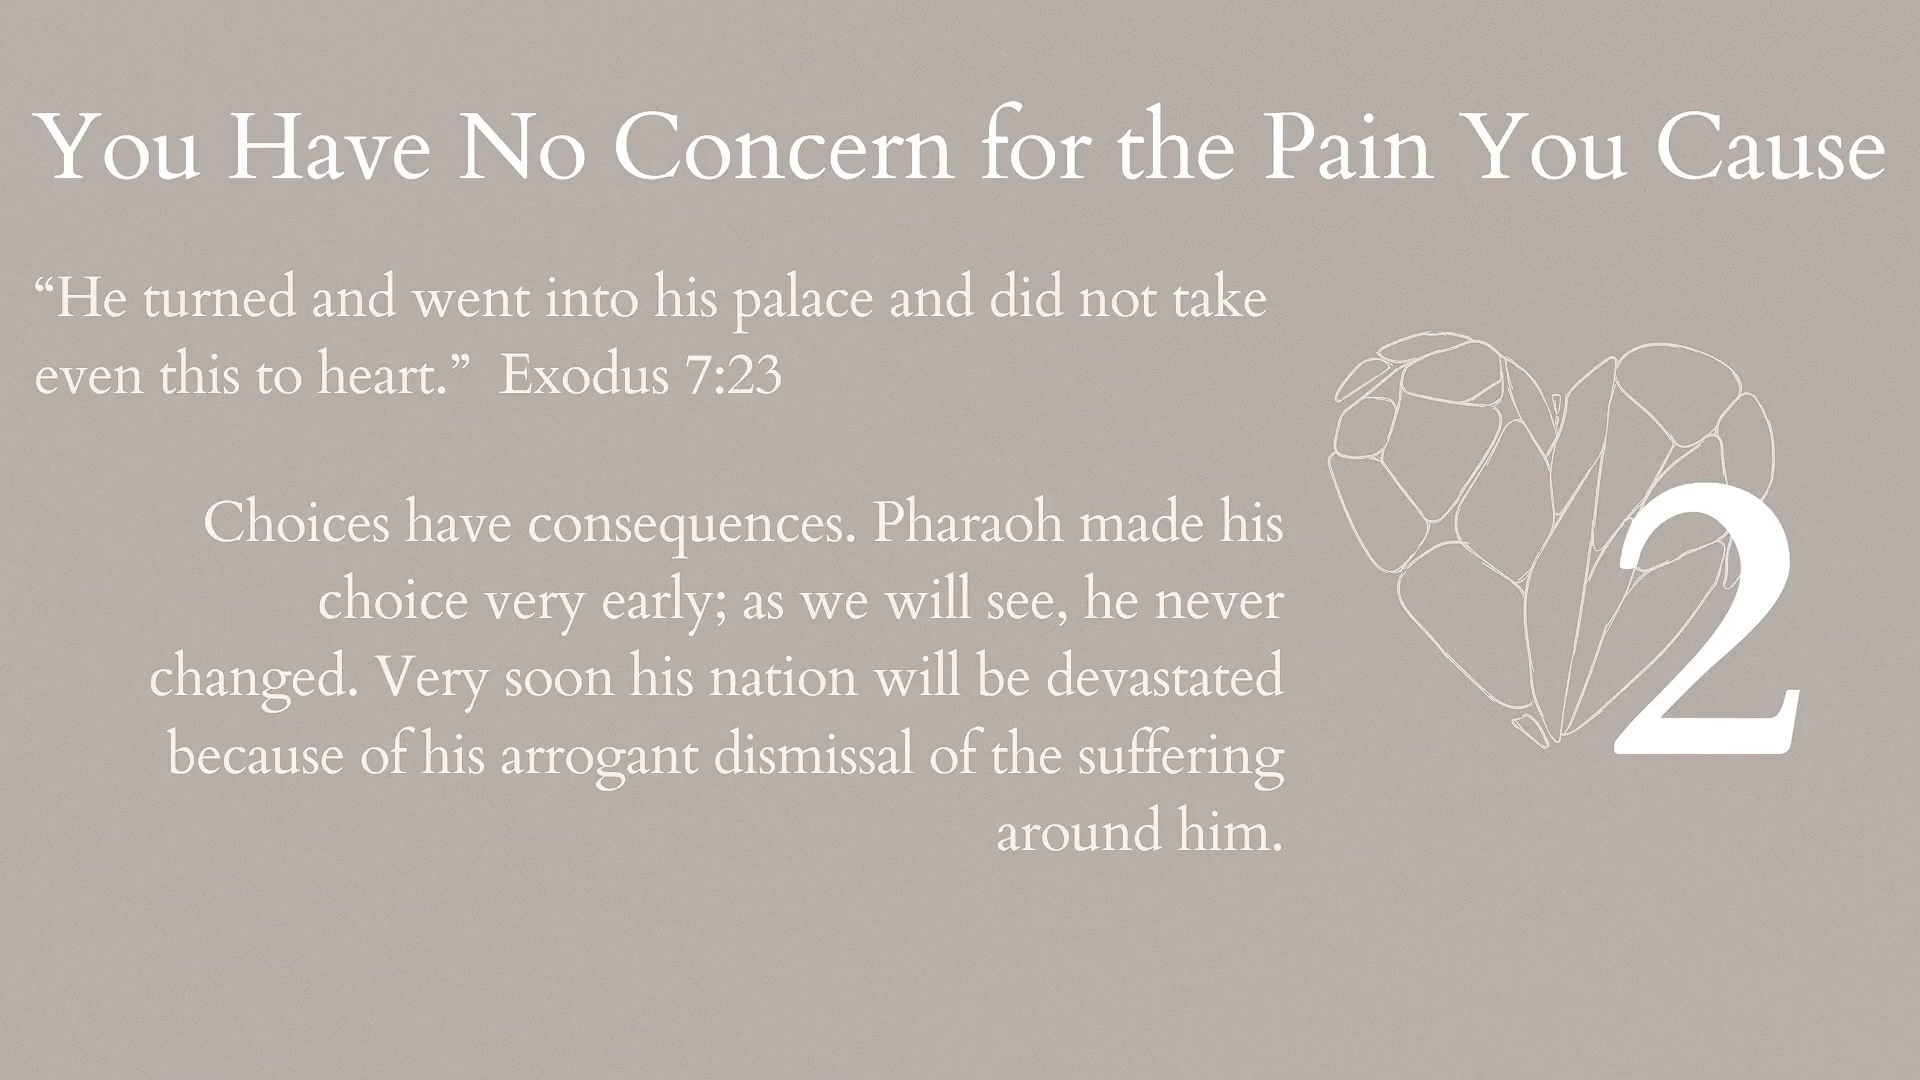 You Have No Concern for the Pain You Cause
“He turned and went into his palace and did not take
even this to heart.”  Exodus 7:23
Choices have consequences. Pharaoh made his
choice very early; as we will see, he never
changed. Very soon his nation will be devastated
because of his arrogant dismissal of the suffering
around him.
2